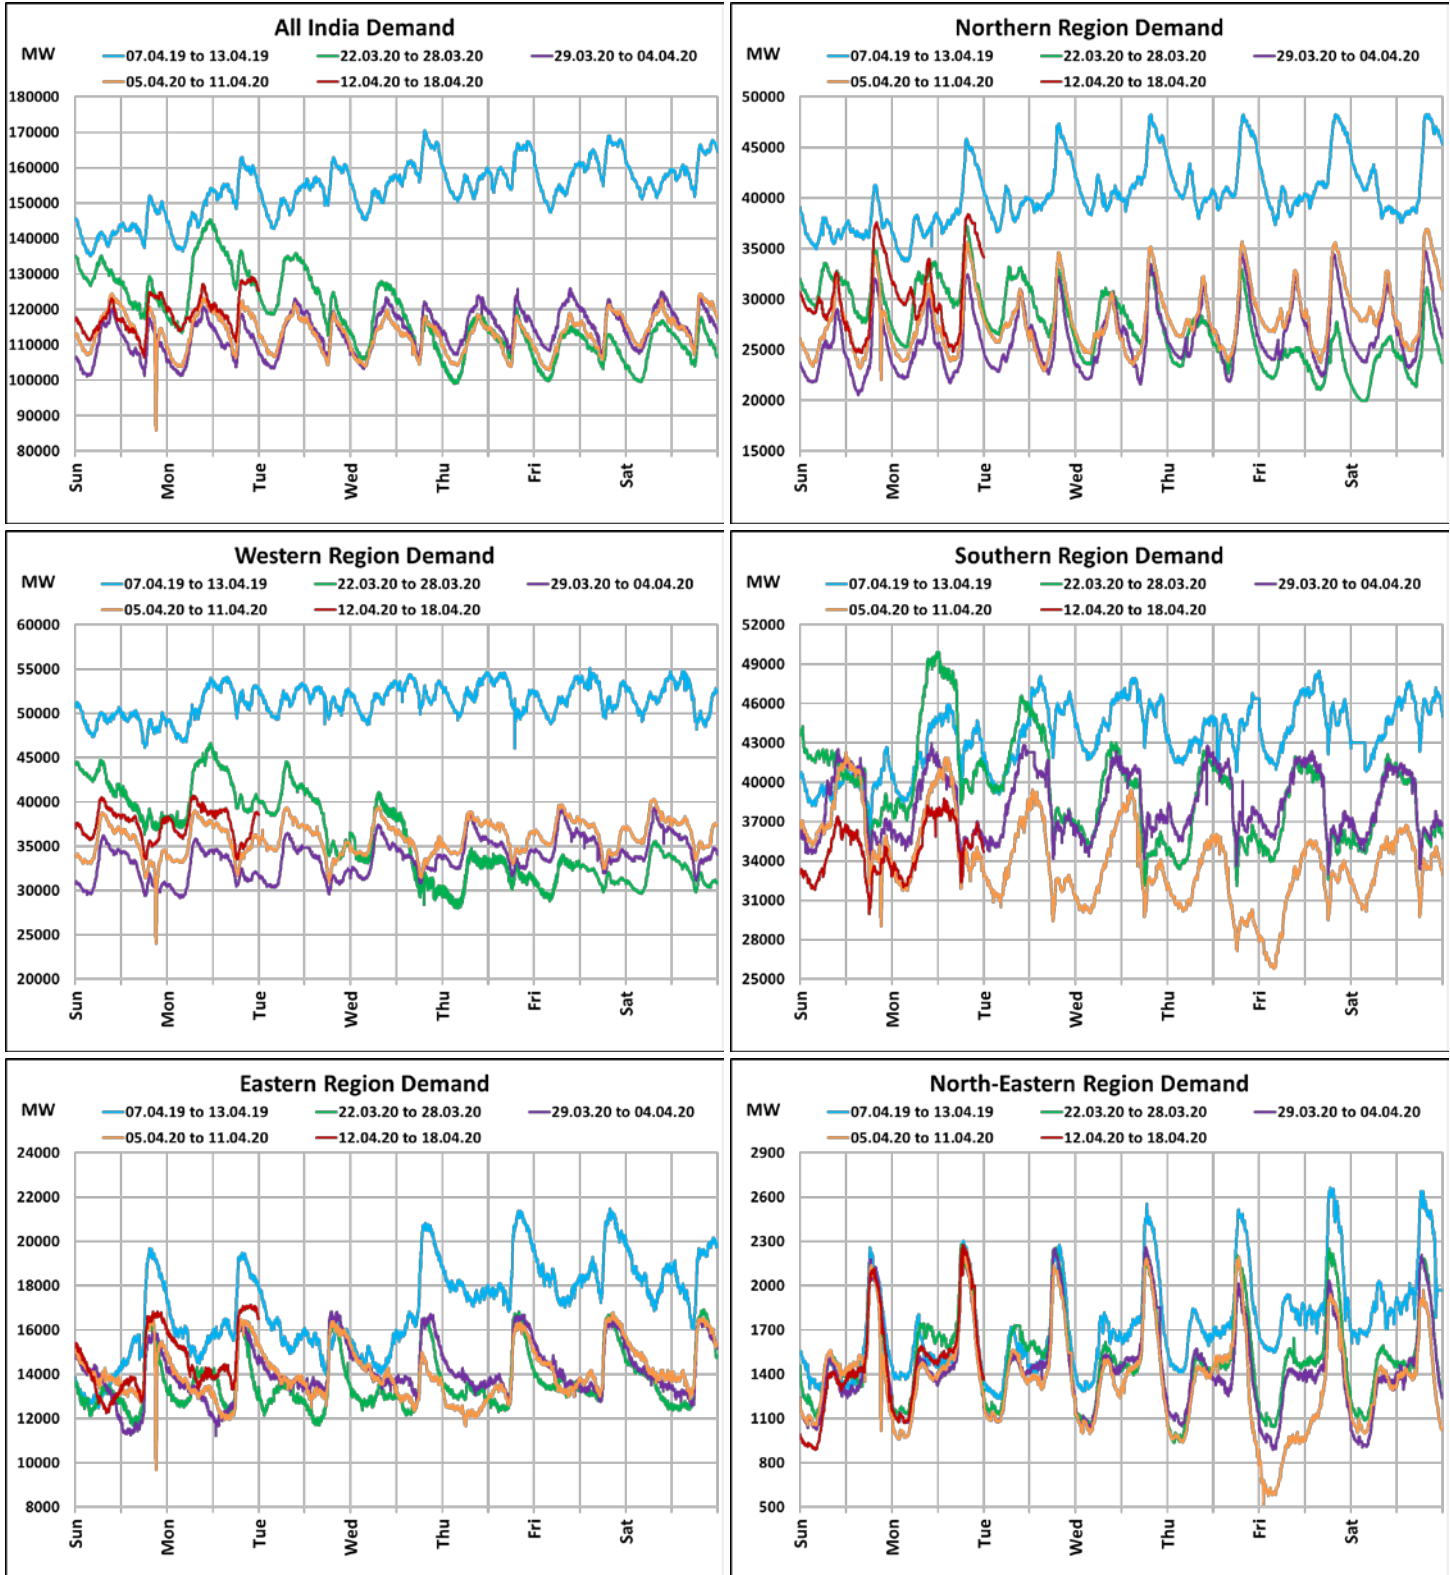 All India Demand
MW
07.04.19 to 13.04.19 22.03.20 to 28.03.20 29.03.20 to 04.04.20
05.04.20 to 11.04.20 12.04.20 to 18.04.20
180000
170000
160000
150000
140000
130000
120000
110000
100000
90000
80000
Sun Mon Tue Wed Thu Fri Sat
Northern Region Demand
MW
07.04.19 to 13.04.19 22.03.20 to 28.03.20 29.03.20 to 04.04.20
05.04.20 to 11.04.20 12.04.20 to 18.04.20
50000
45000
40000
35000
30000
25000
20000
15000
Sun Mon Tue Wed Thu Fri Sat
Western Region Demand
MW
07.04.19 to 13.04.19 22.03.20 to 28.03.20 29.03.20 to 04.04.20
05.04.20 to 11.04.20 12.04.20 to 18.04.20
60000
55000
50000
45000
40000
35000
30000
25000
20000
Sun Mon Tue Wed Thu Fri Sat
Southern Region Demand
MW
07.04.19 to 13.04.19 22.03.20 to 28.03.20 29.03.20 to 04.04.20
05.04.20 to 11.04.20 12.04.20 to 18.04.20
52000
49000
46000
43000
40000
37000
34000
31000
28000
25000
Sun Mon Tue Wed Thu Fri Sat
Eastern Region Demand
MW
07.04.19 to 13.04.19 22.03.20 to 28.03.20 29.03.20 to 04.04.20
05.04.20 to 11.04.20 12.04.20 to 18.04.20
24000
22000
20000
18000
16000
14000
12000
10000
8000
Sun Mon Tue Wed Thu Fri Sat
North-Eastern Region Demand
MW
07.04.19 to 13.04.19 22.03.20 to 28.03.20 29.03.20 to 04.04.20
05.04.20 to 11.04.20 12.04.20 to 18.04.20
2900
2600
2300
2000
1700
1400
1100
800
500
Sun Mon Tue Wed Thu Fri Sat